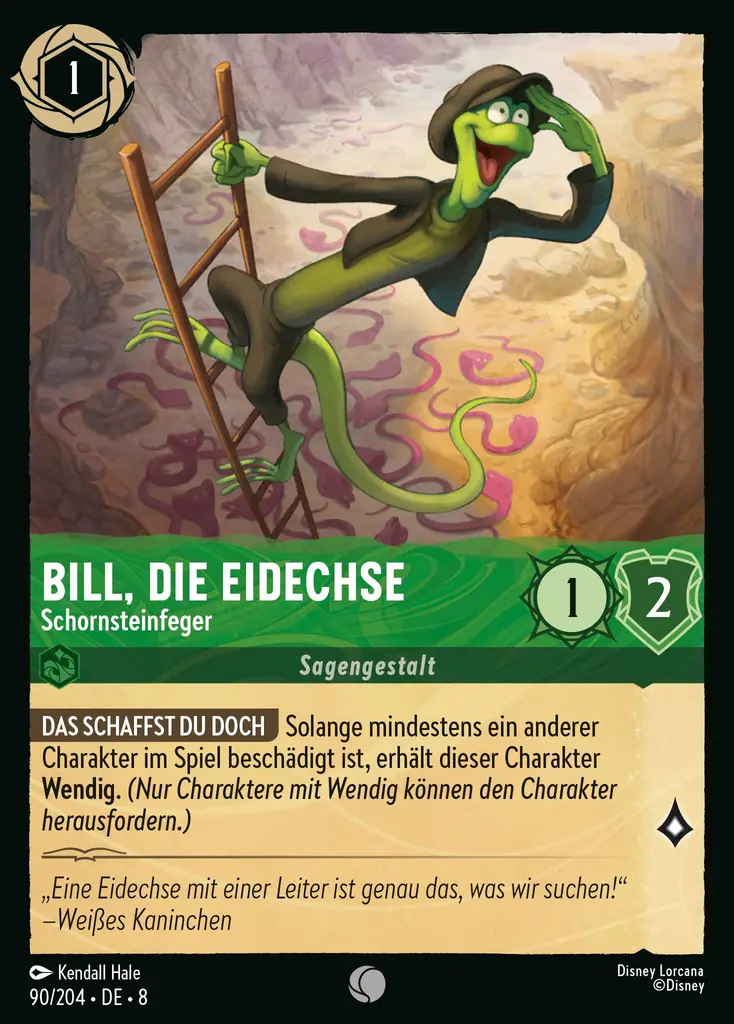 1
BILL, DIE EIDECHSE
Schornsteinfeger
1
2
Sagengestalt
DAS SCHAFFST DU DOCH Solange mindestens ein anderer
Charakter im Spiel beschädigt ist, erhält dieser Charakter
Wendig. (Nur Charaktere mit Wendig können den Charakter
herausfordern.)
„Eine Eidechse mit einer Leiter ist genau das, was wir suchen!“
–Weißes Kaninchen
Kendall Hale
90/204 • DE • 8
Disney Lorcana
©Disney